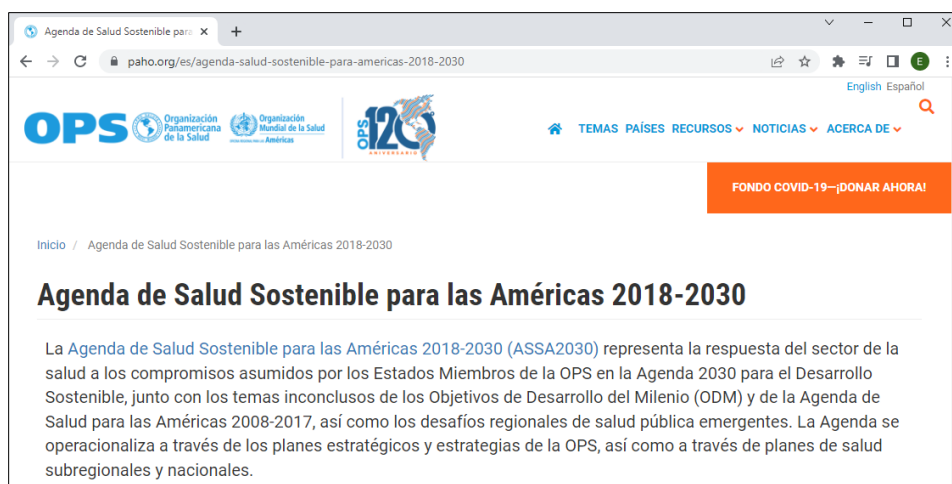 Agenda de Salud Sostenible para
paho.org/es/agenda-salud-sostenible-para-americas-2018-2030
E
English Español
OPS
Organización
Panamericana
de la Salud
Organización
Mundial de la Salud
Américas
OPS
120
ANIVERSARIO
TEMAS PAÍSES RECURSOS NOTICIAS ACERCA DE
FONDO COVID-19—¡DONAR AHORA!
Inicio / Agenda de Salud Sostenible para las Américas 2018-2030
Agenda de Salud Sostenible para las Américas 2018-2030
La Agenda de Salud Sostenible para las Américas 2018-2030 (ASSA2030) representa la respuesta del sector de la
salud a los compromisos asumidos por los Estados Miembros de la OPS en la Agenda 2030 para el Desarrollo
Sostenible, junto con los temas inconclusos de los Objetivos de Desarrollo del Milenio (ODM) y de la Agenda de
Salud para las Américas 2008-2017, así como los desafíos regionales de salud pública emergentes. La Agenda se
operacionaliza a través de los planes estratégicos y estrategias de la OPS, así como a través de planes de salud
subregionales y nacionales.